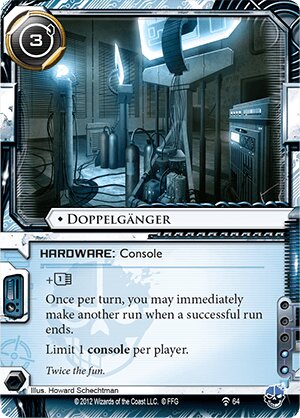 3
• DOPPELGÄNGER
HARDWARE: Console
+1
Once per turn, you may immediately
make another run when a successful run
ends.
Limit 1 console per player.
Twice the fun.
Illus. Howard Schechtman
© 2012 Wizards of the Coast LLC. © FFG 64